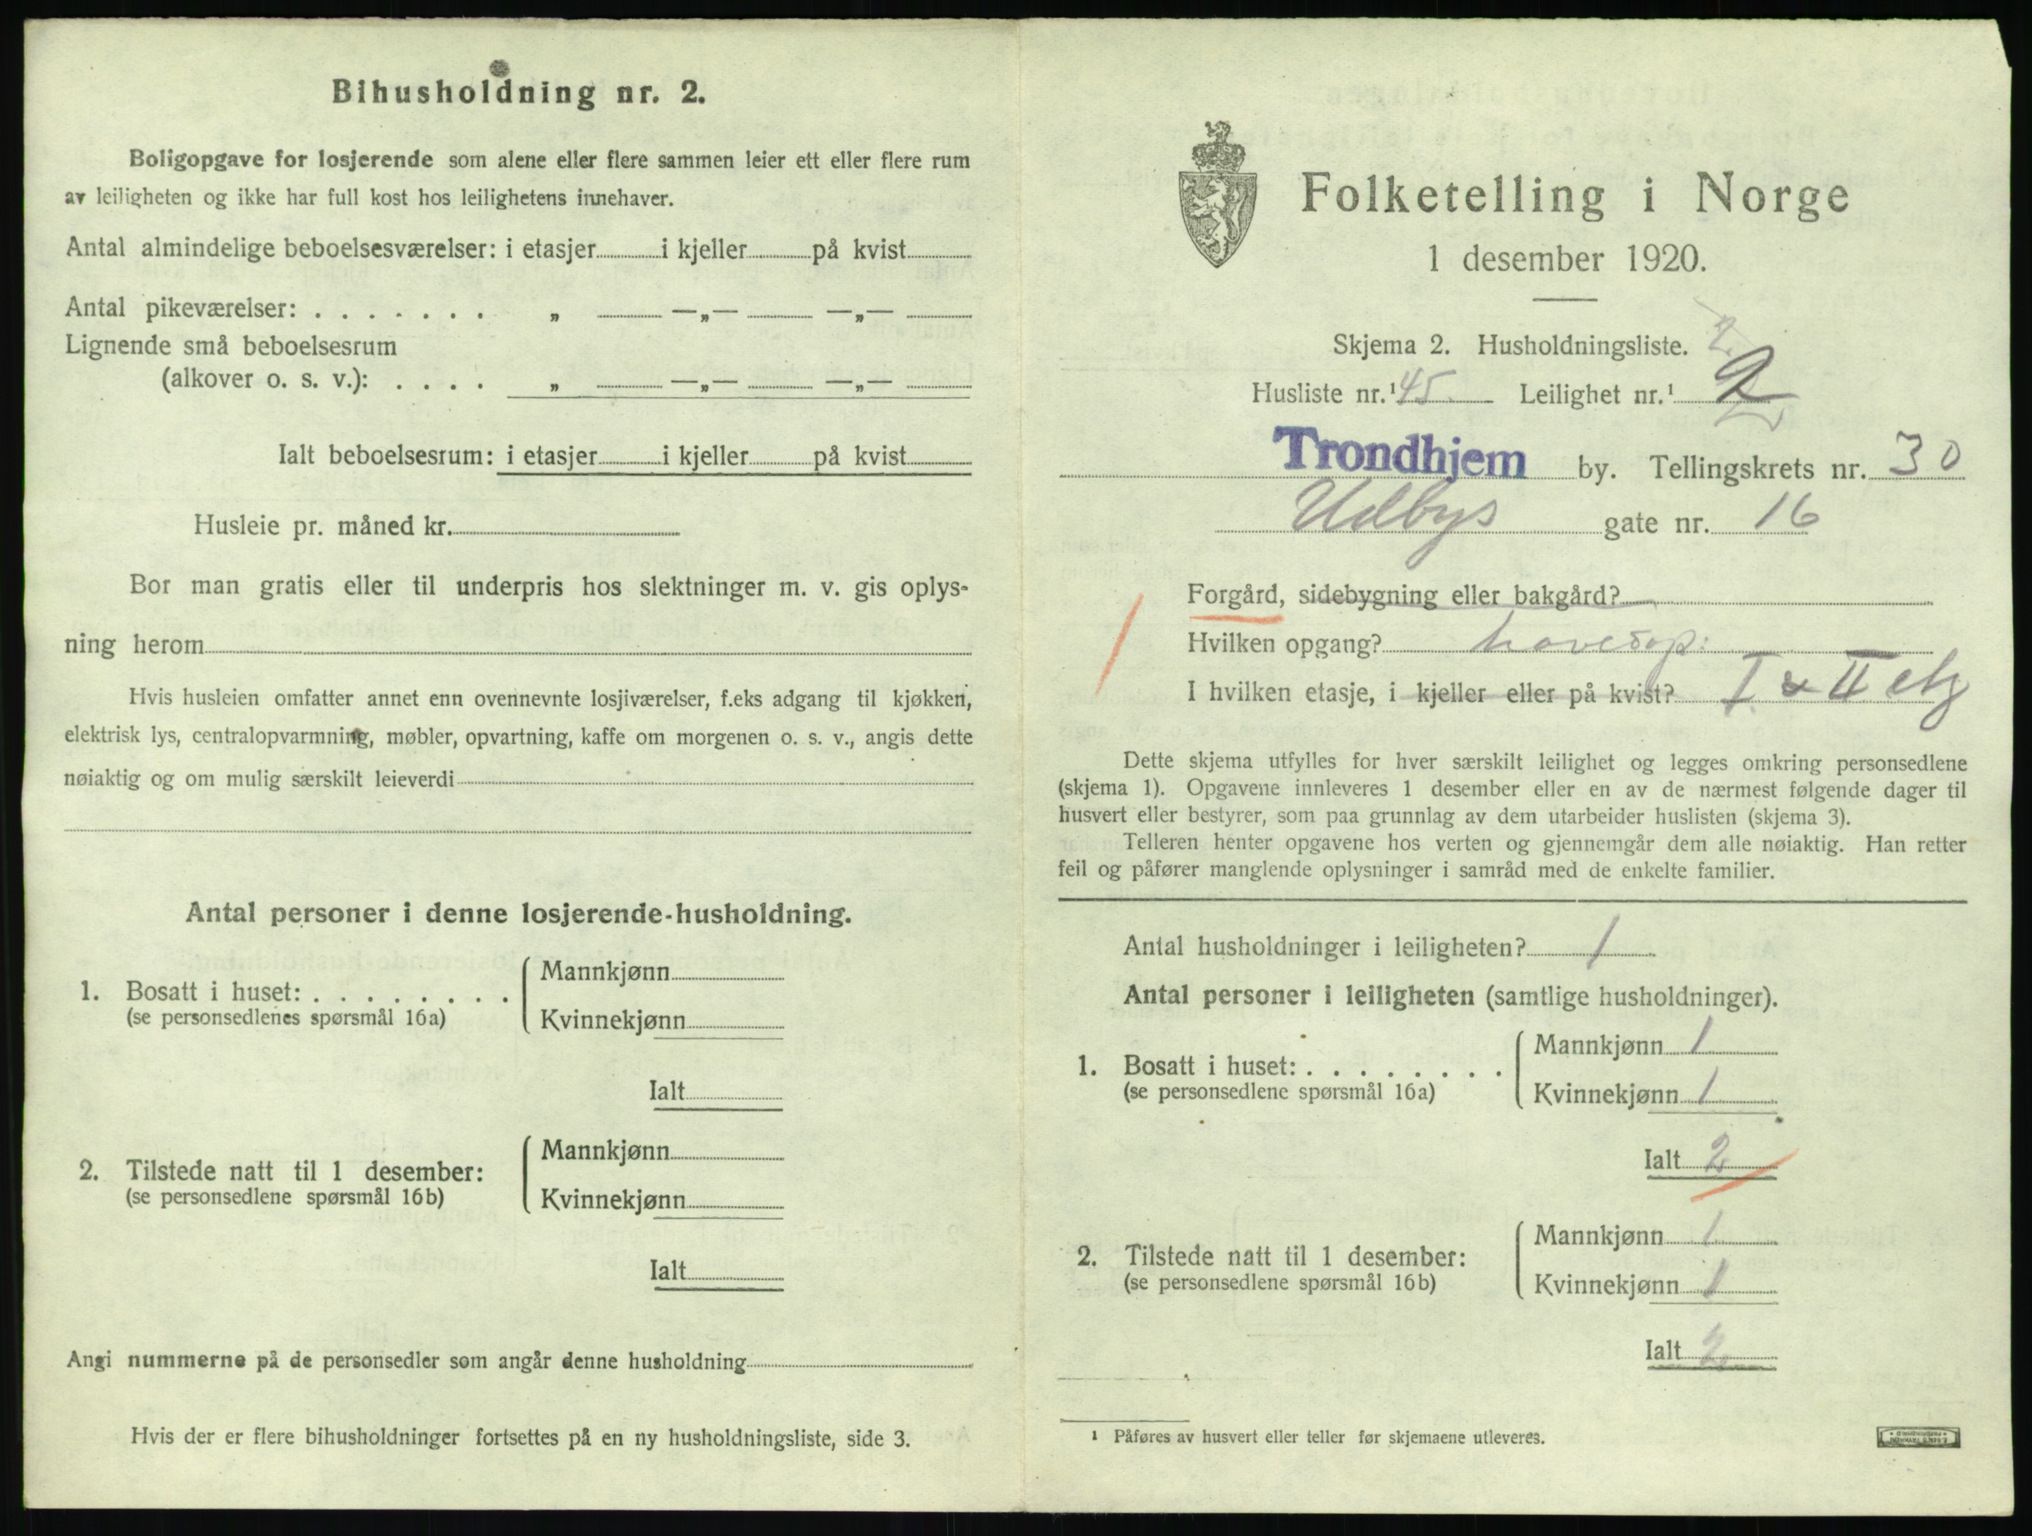 Bihusholdning nr. 2.
Boligopgave for losjerende som alene eller flere sammen leier ett eller flere rum
av leiligheten og ikke har full kost hos leilighetens innehaver.
Antal almindelige beboelsesværelser: i etasjer i kjeller på kvist
Antal pikeværelser: . . . . . . . „ —„— —„—
Lignende små beboelsesrum
(alkover o. s. v.): . . . . „ —„— —„—
Ialt beboelsesrum: i etasjer i kjeller på kvist
Husleie pr. måned kr.
Bor man gratis eller til underpris hos slektninger m. v. gis oplys-
ning herom
Hvis husleien omfatter annet enn ovennevnte losjiværelser, f.eks adgang til kjøkken,
elektrisk lys, centralopvarmning, møbler, opvartning, kaffe om morgenen o. s. v., angis dette
nøiaktig og om mulig særskilt leieverdi
Antal personer i denne losjerende-husholdning.
1. Bosatt i huset: . . . . . . . .
(se personsedlenes spørsmål 16a)
Mannkjønn
Kvinnekjønn
Ialt
2. Tilstede natt til 1 desember:
(se personsedlene spørsmål 16b)
Mannkjønn
Kvinnekjønn
Ialt
Angi nummerne på de personsedler som angår denne husholdning
Hvis der er flere bihusholdninger fortsettes på en ny husholdningsliste, side 3.
Folketelling i Norge
1 desember 1920.
Skjema 2. Husholdningsliste. 2.
Husliste nr.¹ 45 Leilighet nr.¹ 2
Trondhjem by. Tellingskrets nr. 30
Udbys gate nr. 16
Forgård, sidebygning eller bakgård?
Hvilken opgang? hovedop:
I hvilken etasje, i kjeller eller på kvist? I & II etg
Dette skjema utfylles for hver særskilt leilighet og legges omkring personsedlene
(skjema 1). Opgavene innleveres 1 desember eller en av de nærmest følgende dager til
husvert eller bestyrer, som paa grunnlag av dem utarbeider huslisten (skjema 3).
Telleren henter opgavene hos verten og gjennemgår dem alle nøiaktig. Han retter
feil og påfører manglende oplysninger i samråd med de enkelte familier.
Antal husholdninger i leiligheten? 1
Antal personer i leiligheten (samtlige husholdninger).
1. Bosatt i huset: . . . . . . . .
(se personsedlene spørsmål 16a)
Mannkjønn 1
Kvinnekjønn 1
Ialt 2
2. Tilstede natt til 1 desember:
(se personsedlene spørsmål 16b)
Mannkjønn 1
Kvinnekjønn 1
Ialt 2
¹ Påføres av husvert eller teller før skjemaene utleveres.